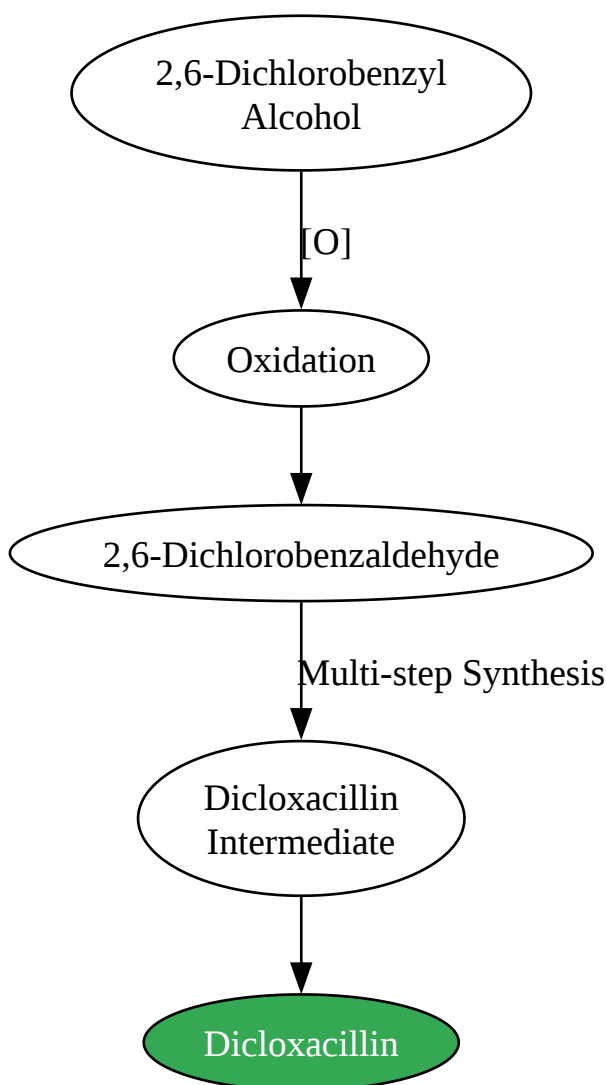 2,6-Dichlorobenzyl
Alcohol
[O]
Oxidation
2,6-Dichlorobenzaldehyde
Multi-step Synthesis
Dicloxacillin
Intermediate
Dicloxacillin